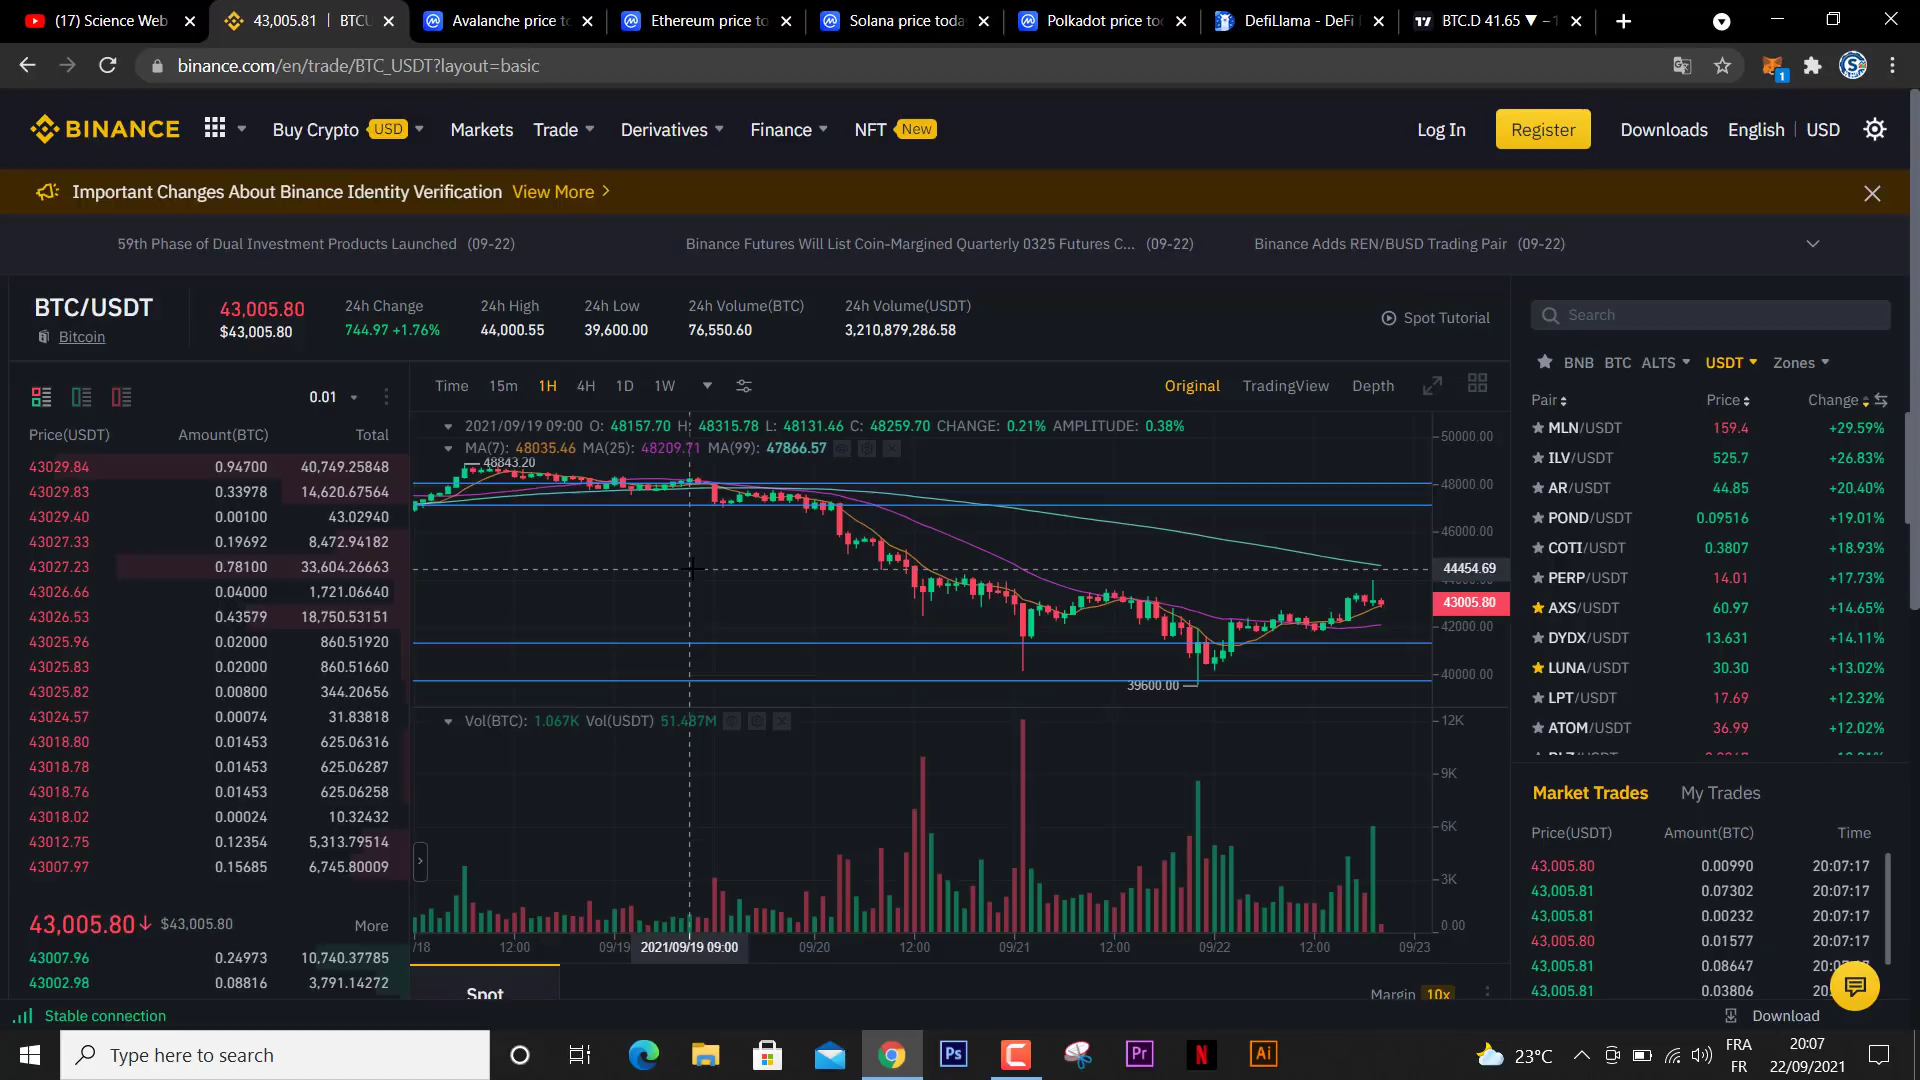 (17) Science Web
43,005.81 | BTCU
Avalanche price to
Ethereum price to
Solana price toda
Polkadot price to
DefiLlama - DeFi
BTC.D 41.65 ▼ −1
binance.com/en/trade/BTC_USDT?layout=basic
1
BINANCE
Buy Crypto USD
Markets
Trade
Derivatives
Finance
NFT New
Log In
Register
Downloads
English
USD
Important Changes About Binance Identity Verification View More
59th Phase of Dual Investment Products Launched (09-22)
Binance Futures Will List Coin-Margined Quarterly 0325 Futures C... (09-22)
Binance Adds REN/BUSD Trading Pair (09-22)
BTC/USDT
Bitcoin
43,005.80
$43,005.80
24h Change
744.97 +1.76%
24h High
44,000.55
24h Low
39,600.00
24h Volume(BTC)
76,550.60
24h Volume(USDT)
3,210,879,286.58
Spot Tutorial
0.01
Price(USDT) Amount(BTC) Total
43029.84 0.94700 40,749.25848
43029.83 0.33978 14,620.67564
43029.40 0.00100 43.02940
43027.33 0.19692 8,472.94182
43027.23 0.78100 33,604.26663
43026.66 0.04000 1,721.06640
43026.53 0.43579 18,750.53151
43025.96 0.02000 860.51920
43025.83 0.02000 860.51660
43025.82 0.00800 344.20656
43024.57 0.00074 31.83818
43018.80 0.01453 625.06316
43018.78 0.01453 625.06287
43018.76 0.01453 625.06258
43018.02 0.00024 10.32432
43012.75 0.12354 5,313.79514
43007.97 0.15685 6,745.80009
43,005.80↓ $43,005.80 More
43007.96 0.24973 10,740.37785
43002.98 0.08816 3,791.14272
Time 15m 1H 4H 1D 1W
Original TradingView Depth
2021/09/19 09:00 O: 48157.70 H: 48315.78 L: 48131.46 C: 48259.70 CHANGE: 0.21% AMPLITUDE: 0.38%
MA(7): 48035.46 MA(25): 48209.71 MA(99): 47866.57
48843.20
39600.00
50000.00
48000.00
46000.00
44454.69
43005.80
42000.00
40000.00
Vol(BTC): 1.067K Vol(USDT) 51.487M
12K
9K
6K
3K
0.00
/18 12:00 09/19 2021/09/19 09:00 09/20 12:00 09/21 12:00 09/22 12:00 09/23
Spot
Margin 10x
Search
BNB BTC ALTS USDT Zones
Pair Price Change
MLN/USDT 159.4 +29.59%
ILV/USDT 525.7 +26.83%
AR/USDT 44.85 +20.40%
POND/USDT 0.09516 +19.01%
COTI/USDT 0.3807 +18.93%
PERP/USDT 14.01 +17.73%
AXS/USDT 60.97 +14.65%
DYDX/USDT 13.631 +14.11%
LUNA/USDT 30.30 +13.02%
LPT/USDT 17.69 +12.32%
ATOM/USDT 36.99 +12.02%
Market Trades My Trades
Price(USDT) Amount(BTC) Time
43,005.80 0.00990 20:07:17
43,005.81 0.07302 20:07:17
43,005.81 0.00232 20:07:17
43,005.80 0.01577 20:07:17
43,005.81 0.08647 20:0
43,005.81 0.03806 20:
Stable connection
Download
Type here to search
Ps
Pr
N
Ai
23°C
FRA
FR
20:07
22/09/2021